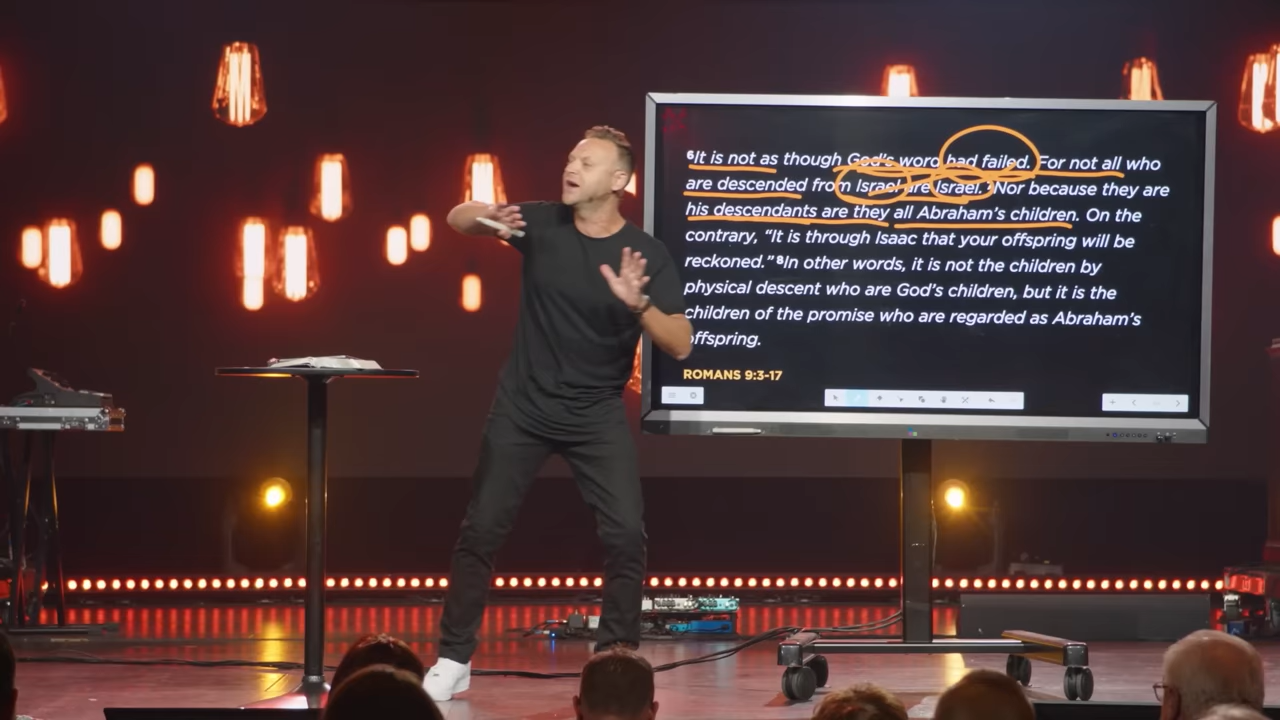 ⁶It is not as though God's word had failed. For not all who
are descended from Israel are Israel. ⁷Nor because they are
his descendants are they all Abraham's children. On the
contrary, “It is through Isaac that your offspring will be
reckoned.” ⁸In other words, it is not the children by
physical descent who are God's children, but it is the
children of the promise who are regarded as Abraham's
offspring.
ROMANS 9:3-17